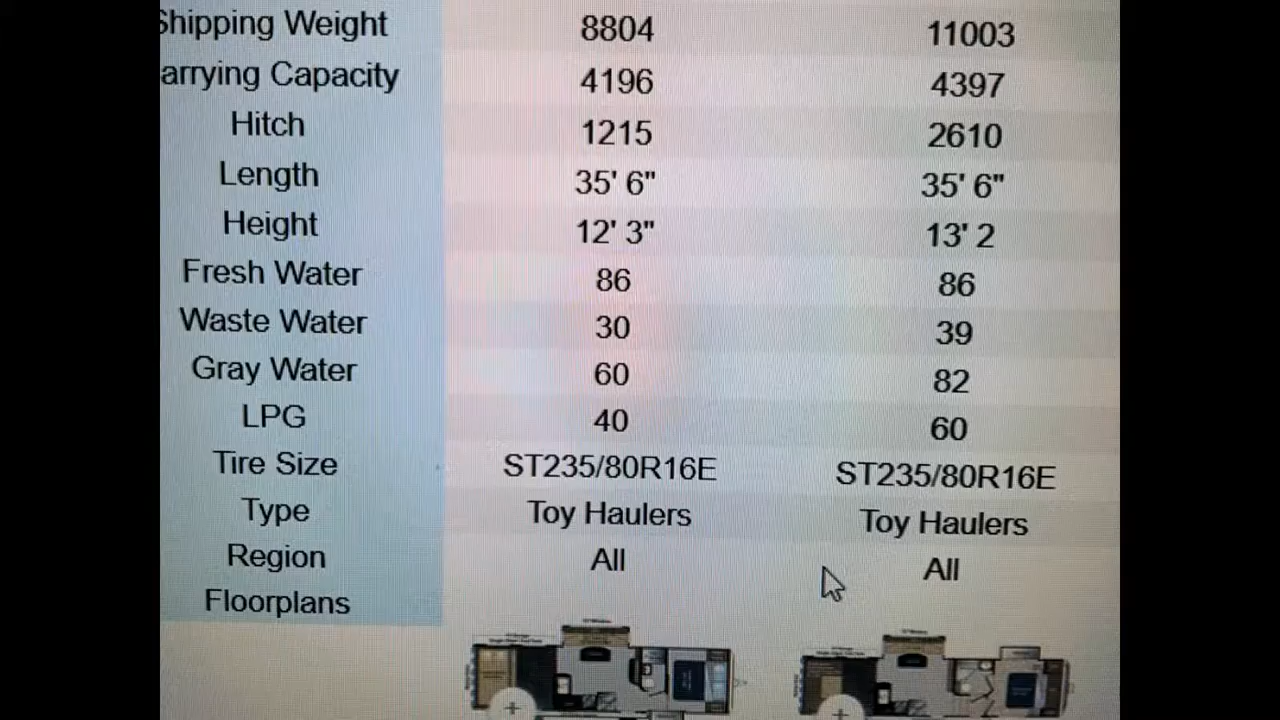 Shipping Weight 8804 11003
arrying Capacity 4196 4397
Hitch 1215 2610
Length 35' 6" 35' 6"
Height 12' 3" 13' 2
Fresh Water 86 86
Waste Water 30 39
Gray Water 60 82
LPG 40 60
Tire Size ST235/80R16E ST235/80R16E
Type Toy Haulers Toy Haulers
Region All All
Floorplans